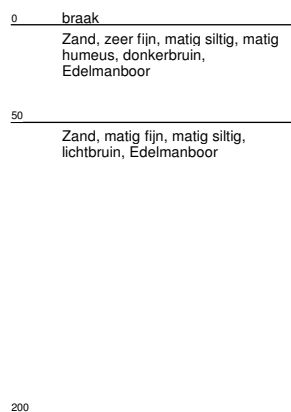 0 braak
Zand, zeer fijn, matig siltig, matig
humeus, donkerbruin,
Edelmanboor
50
Zand, matig fijn, matig siltig,
lichtbruin, Edelmanboor
200